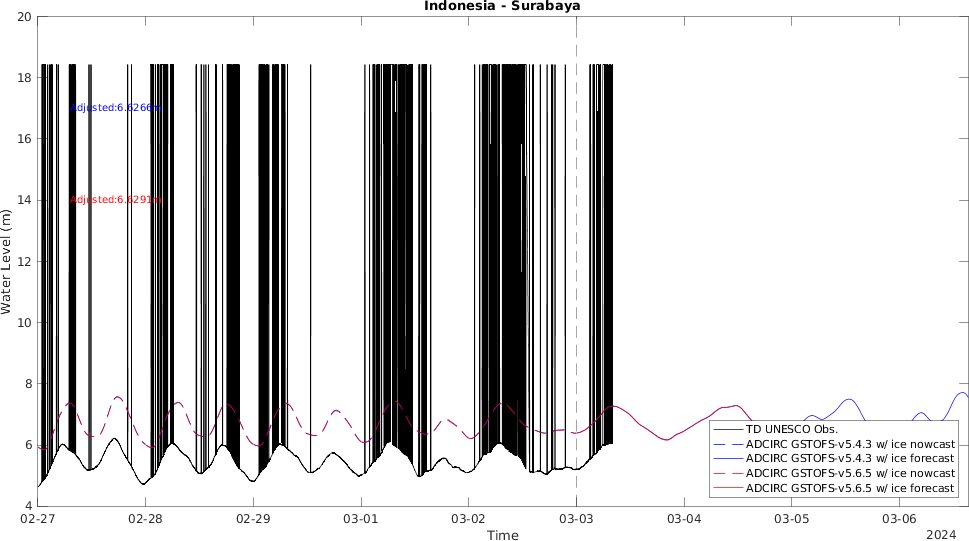 Indonesia - Surabaya
20
18
16
14
12
10
8
6
4
Water Level (m)
Adjusted:6.6266m
Adjusted:6.6291m
TD UNESCO Obs.
ADCIRC GSTOFS-v5.4.3 w/ ice nowcast
ADCIRC GSTOFS-v5.4.3 w/ ice forecast
ADCIRC GSTOFS-v5.6.5 w/ ice nowcast
ADCIRC GSTOFS-v5.6.5 w/ ice forecast
02-27 02-28 02-29 03-01 03-02 03-03 03-04 03-05 03-06
Time
2024